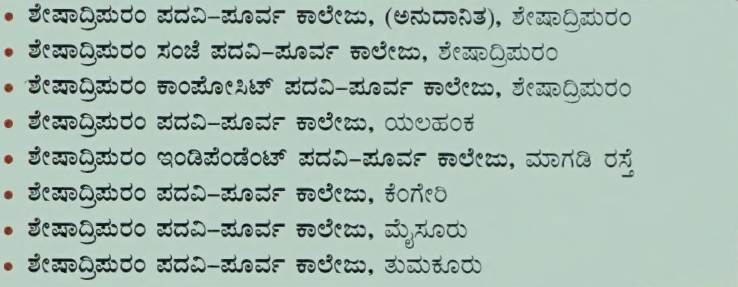 • ಶೇಷಾದ್ರಿಪುರಂ ಪದವಿ-ಪೂರ್ವ ಕಾಲೇಜು, (ಅನುದಾನಿತ), ಶೇಷಾದ್ರಿಪುರಂ
• ಶೇಷಾದ್ರಿಪುರಂ ಸಂಜೆ ಪದವಿ-ಪೂರ್ವ ಕಾಲೇಜು, ಶೇಷಾದ್ರಿಪುರಂ
• ಶೇಷಾದ್ರಿಪುರಂ ಕಾಂಪೋಸಿಟ್ ಪದವಿ-ಪೂರ್ವ ಕಾಲೇಜು, ಶೇಷಾದ್ರಿಪುರಂ
• ಶೇಷಾದ್ರಿಪುರಂ ಪದವಿ-ಪೂರ್ವ ಕಾಲೇಜು, ಯಲಹಂಕ
• ಶೇಷಾದ್ರಿಪುರಂ ಇಂಡಿಪೆಂಡೆಂಟ್ ಪದವಿ-ಪೂರ್ವ ಕಾಲೇಜು, ಮಾಗಡಿ ರಸ್ತೆ
• ಶೇಷಾದ್ರಿಪುರಂ ಪದವಿ-ಪೂರ್ವ ಕಾಲೇಜು, ಕೆಂಗೇರಿ
• ಶೇಷಾದ್ರಿಪುರಂ ಪದವಿ-ಪೂರ್ವ ಕಾಲೇಜು, ಮೈಸೂರು
• ಶೇಷಾದ್ರಿಪುರಂ ಪದವಿ-ಪೂರ್ವ ಕಾಲೇಜು, ತುಮಕೂರು